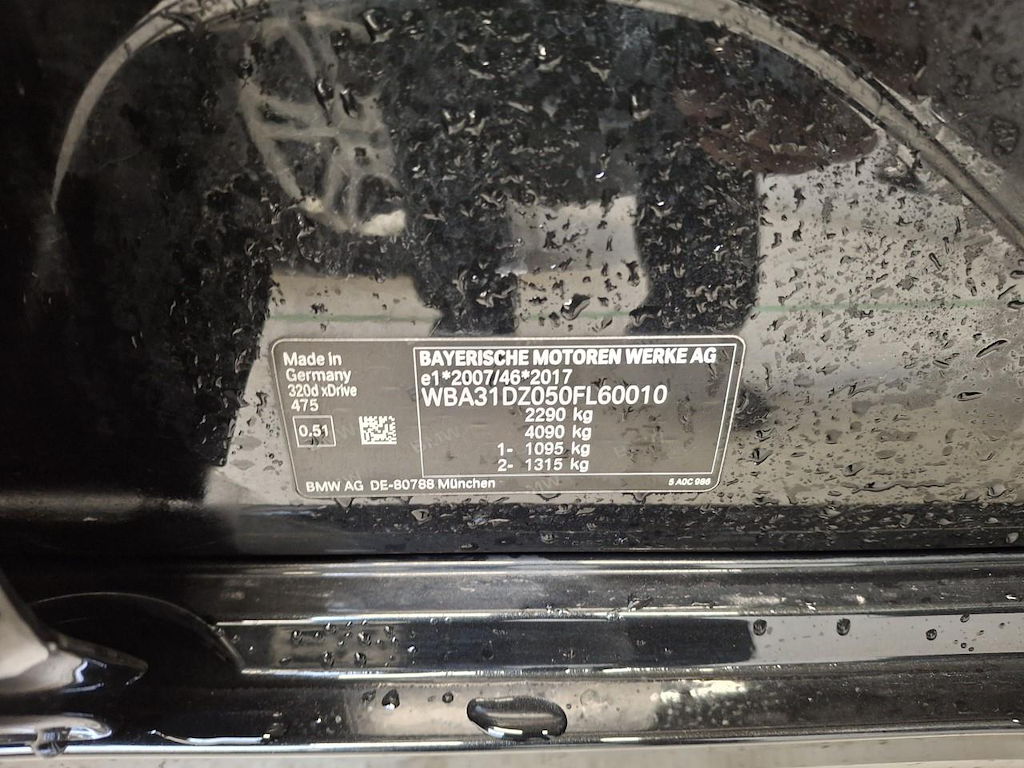 Made in
Germany
320d xDrive
475
0.51
BAYERISCHE MOTOREN WERKE AG
e1*2007/46*2017
WBA31DZ050FL60010
2290 kg
4090 kg
1- 1095 kg
2- 1315 kg
BMW AG DE-80788 München
5 A0C 986